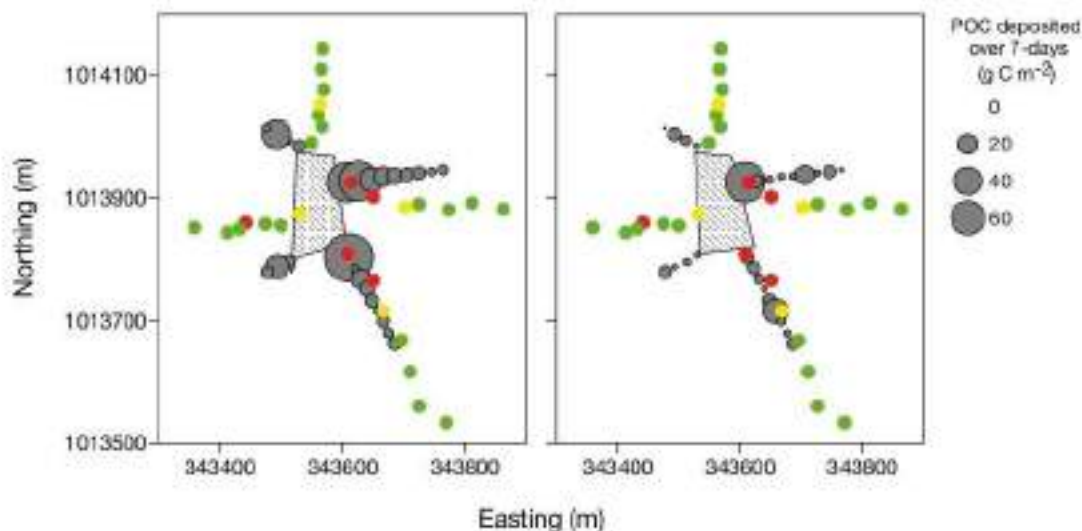 POC deposited
over 7-days
(g C m⁻²)
0
20
40
60
Northing (m)
1014100
1013900
1013700
1013500
343400 343600 343800
343400 343600 343800
Easting (m)